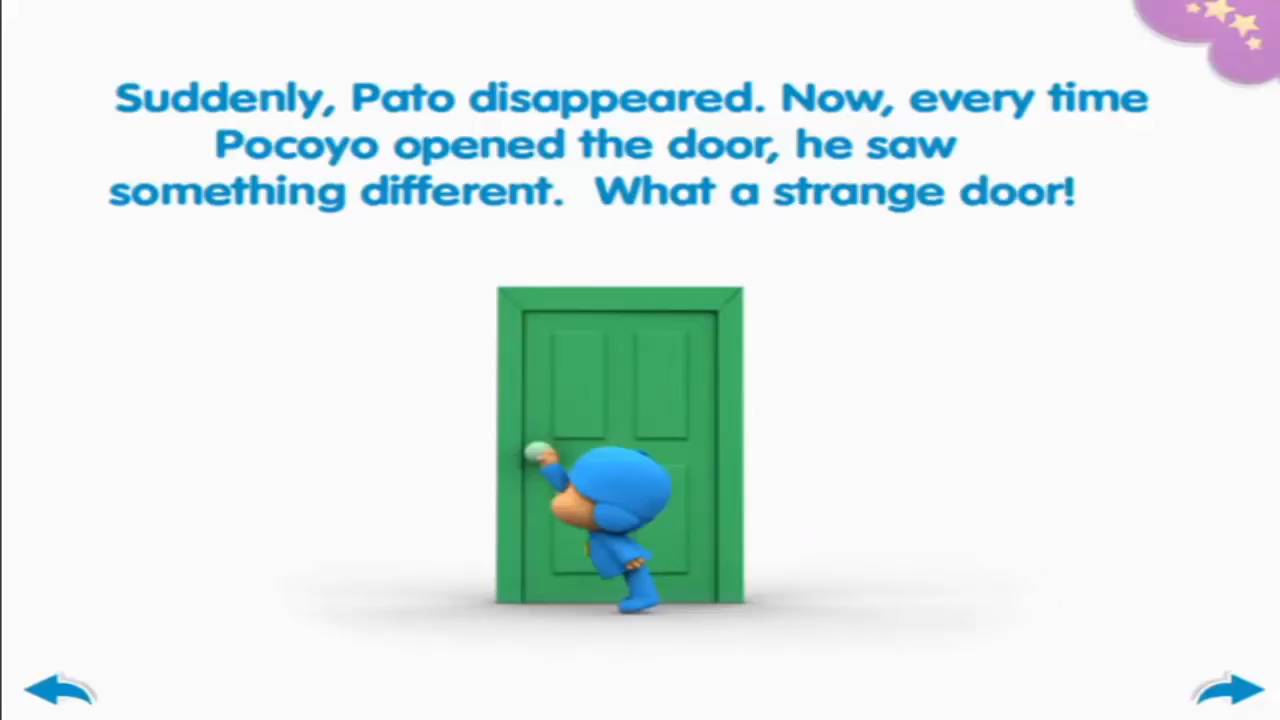 Suddenly, Pato disappeared. Now, every time
Pocoyo opened the door, he saw
something different. What a strange door!